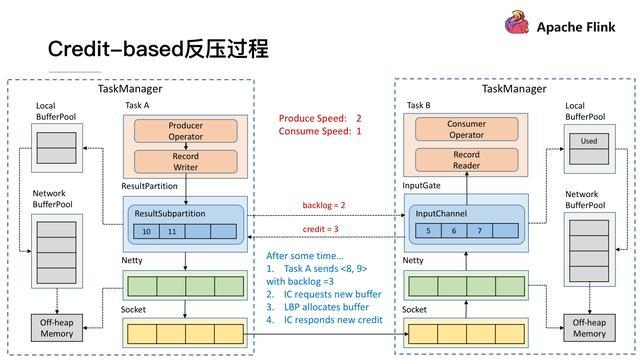 Apache Flink
Credit-based反压过程
TaskManager
Local
BufferPool
Task A
Producer
Operator
Record
Writer
ResultPartition
ResultSubpartition
10 11
Network
BufferPool
Netty
Socket
Off-heap
Memory
Produce Speed: 2
Consume Speed: 1
backlog = 2
credit = 3
After some time…
1. Task A sends <8, 9>
with backlog =3
2. IC requests new buffer
3. LBP allocates buffer
4. IC responds new credit
TaskManager
Task B
Consumer
Operator
Record
Reader
InputGate
InputChannel
5 6 7
Netty
Socket
Local
BufferPool
Used
Network
BufferPool
Off-heap
Memory